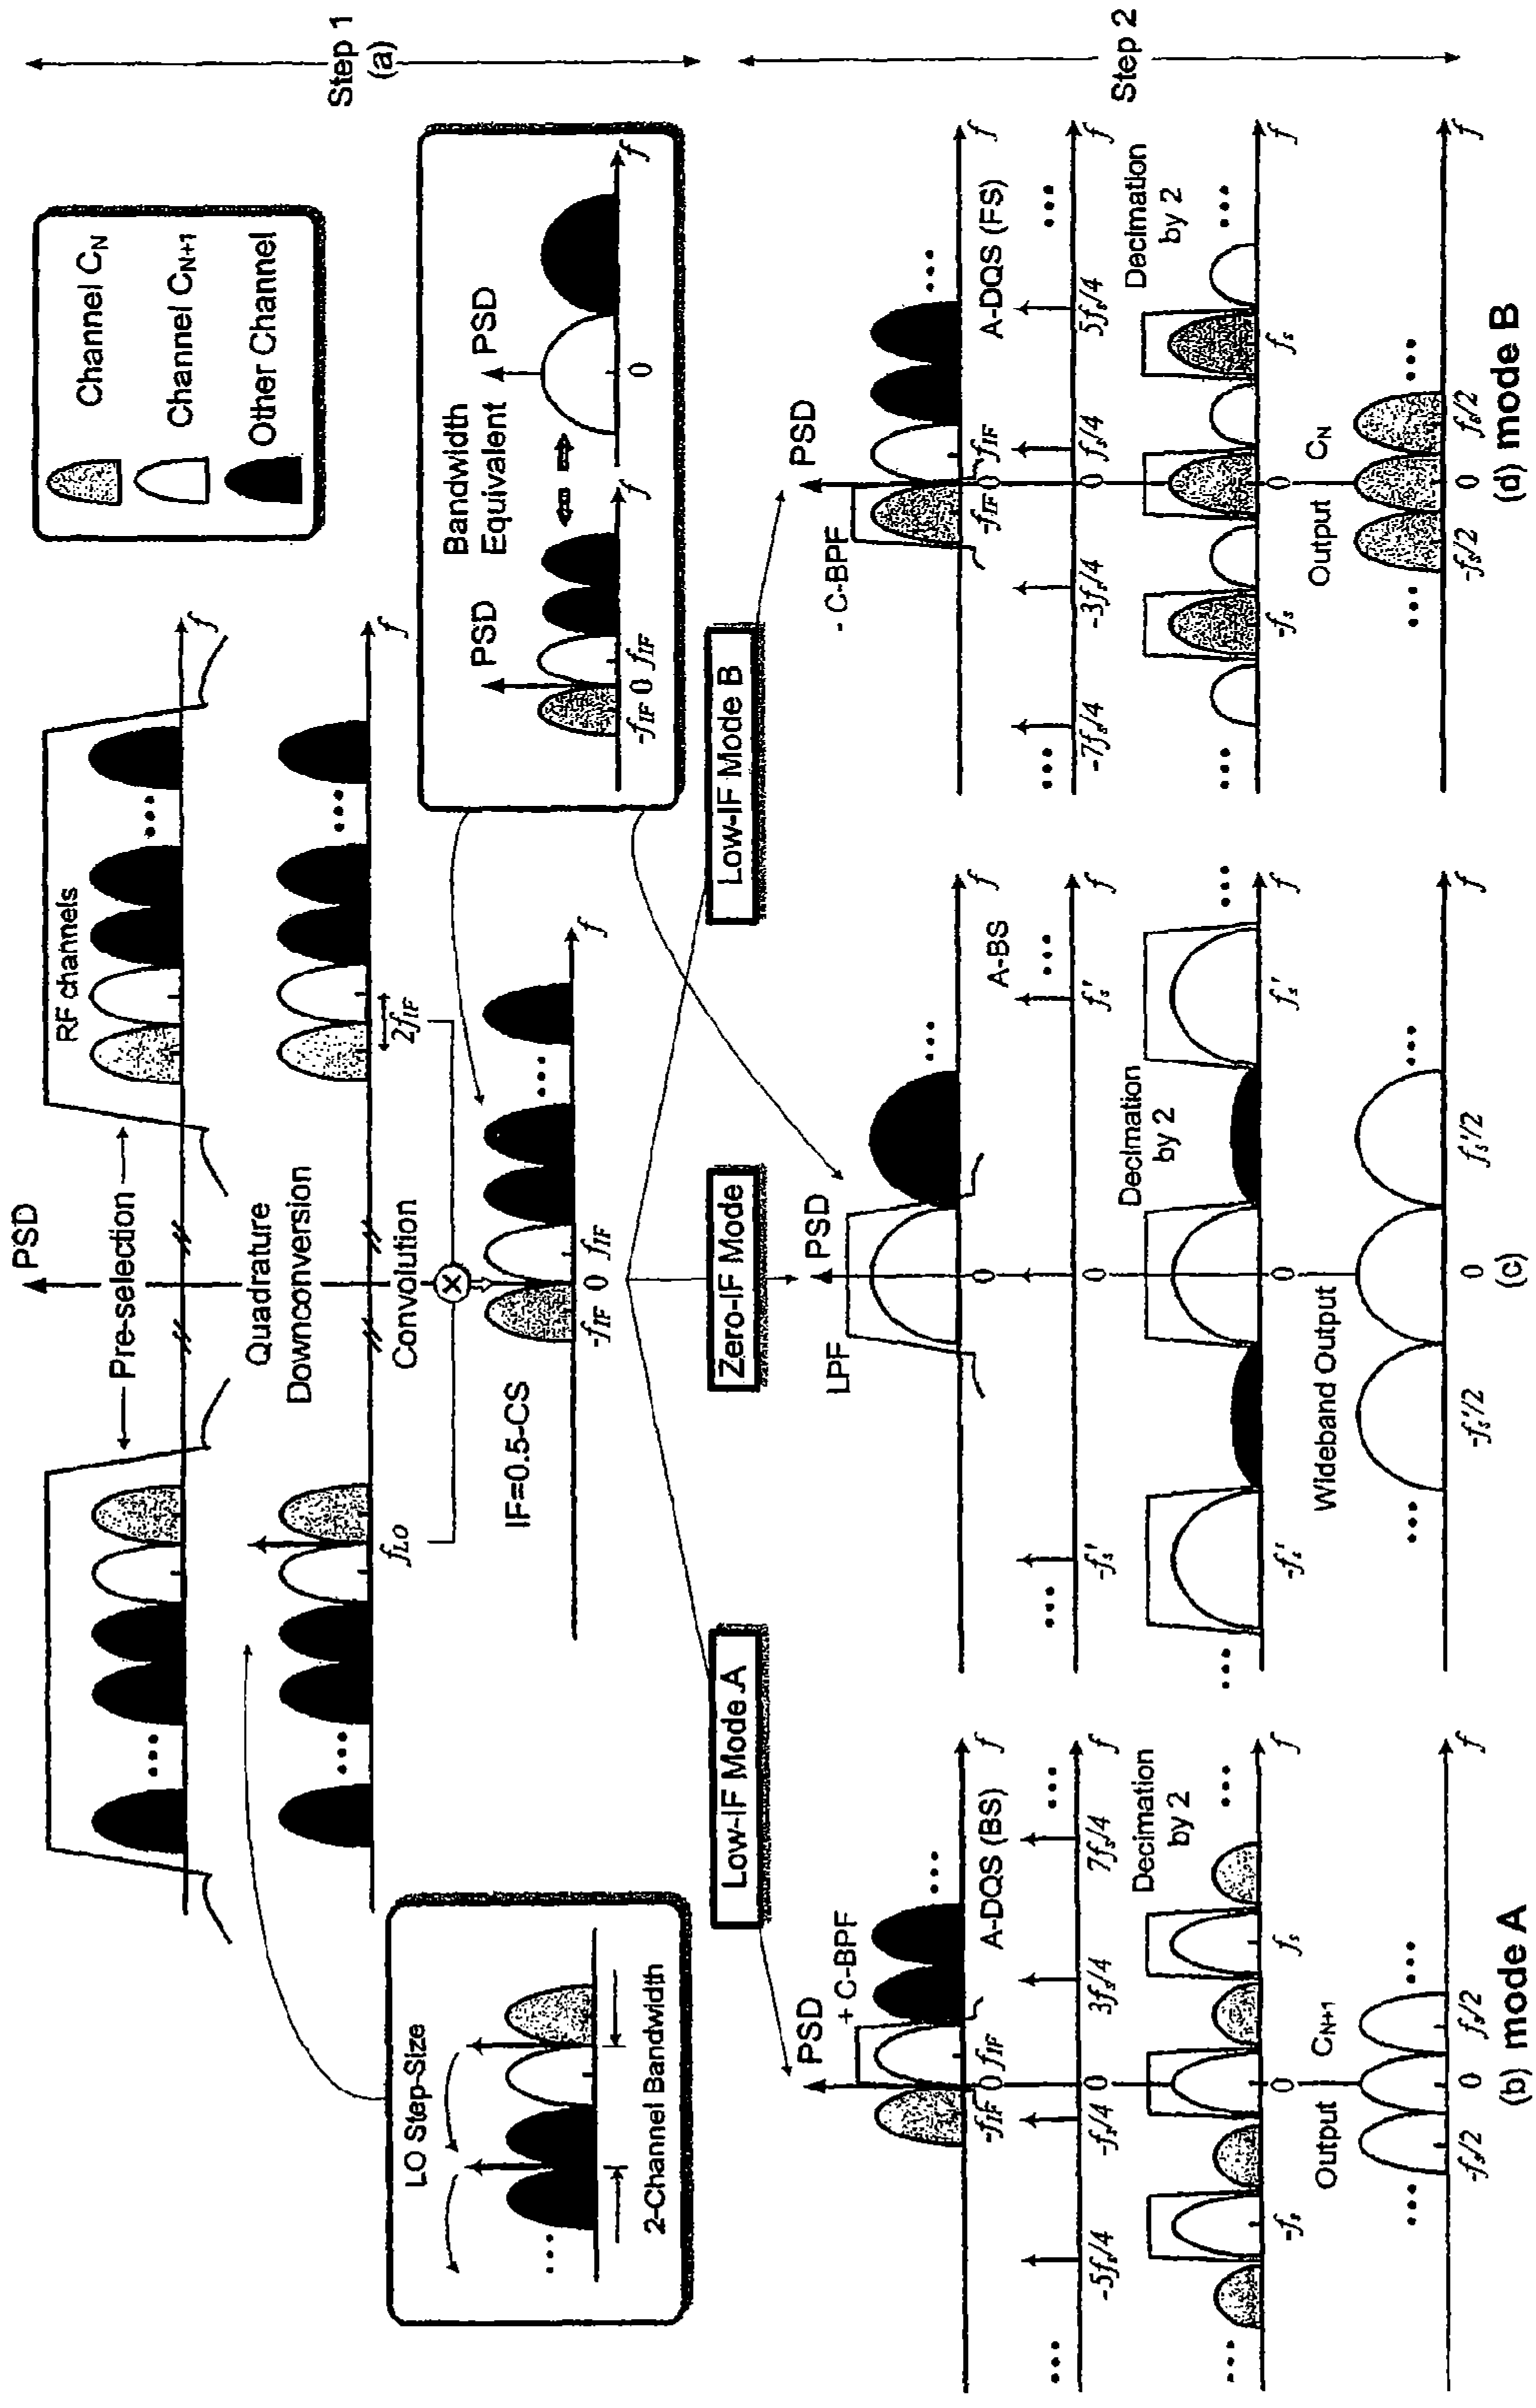 PSD
Pre-selection
RF channels
Channel C_N
Channel C_N+1
Other Channel
Step 1
(a)
Quadrature
Downconversion
f
f_LO
Convolution
2f_IF
f
LO Step-Size
2-Channel Bandwidth
IF=0.5-CS
-f_IF 0 f_IF
f
Bandwidth
Equivalent
PSD
-f_IF 0 f_IF
f
PSD
0
f
Low-IF Mode A
Zero-IF Mode
Low-IF Mode B
Step 2
PSD
+ C-BPF
-f_IF 0 f_IF
f
A-DQS (BS)
-5f_s/4 -f_s/4 0 3f_s/4 7f_s/4 f
Decimation
by 2
-f_s 0 f_s f
Output C_N+1
-f_s/2 0 f_s/2 f
(b) mode A
LPF
PSD
0
f
A-BS
-f_s' 0 f_s' f
Decimation
by 2
-f_s' 0 f_s' f
Wideband Output
-f_s'/2 0 f_s'/2 f
(c)
- C-BPF
PSD
-f_IF 0 f_IF
f
A-DQS (FS)
-7f_s/4 -3f_s/4 0 f_s/4 5f_s/4 f
Decimation
by 2
-f_s 0 f_s f
Output C_N
-f_s/2 0 f_s/2 f
(d) mode B